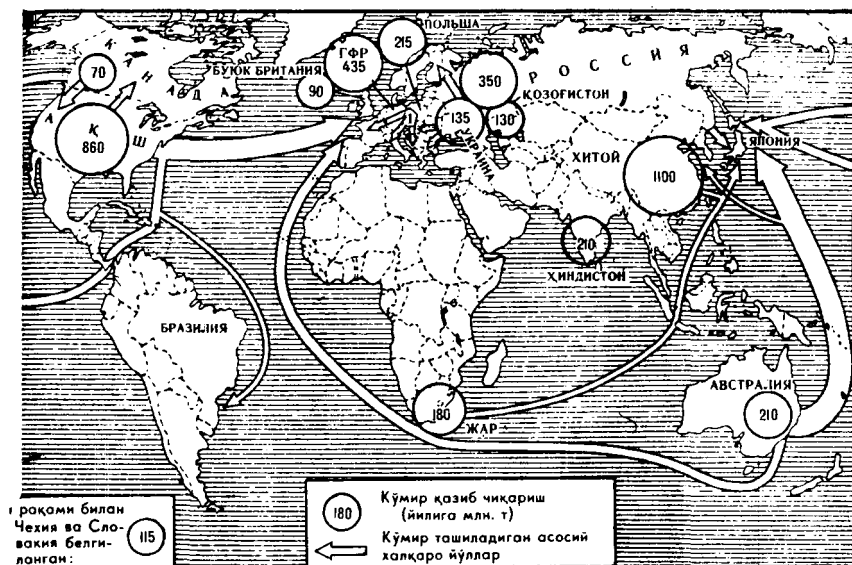 ПОЛЬША
КАНАДА
70
БУЮК БРИТАНИЯ
ГФР
435
215
90
РОССИЯ
350
ҚОЗОҒИСТОН
135
130
УКРАИНА
1
А Қ Ш
860
ХИТОЙ
1100
ЯПОНИЯ
210
ҲИНДИСТОН
БРАЗИЛИЯ
180
ЖАР
АВСТРАЛИЯ
210
1 рақами билан
Чехия ва Сло-
вакия белги-
ланган:
115
180
Кўмир қазиб чиқариш
(йилига млн. т)
Кўмир ташиладиган асосий
халқаро йўллар